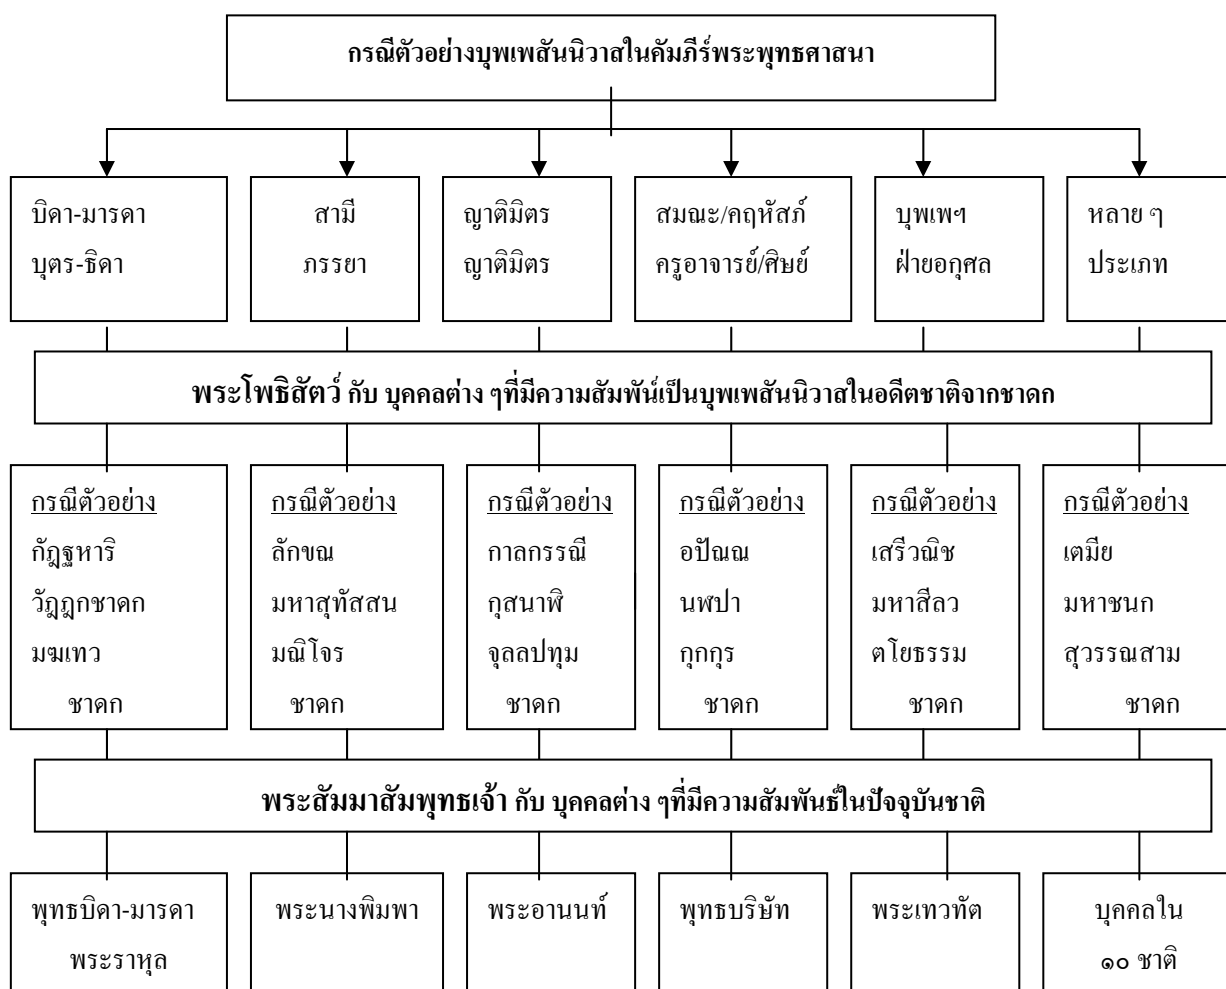 กรณีตัวอย่างบุพเพสันนิวาสในคัมภีร์พระพุทธศาสนา
บิดา-มารดา
บุตร-ธิดา
สามี
ภรรยา
ญาติมิตร
ญาติมิตร
สมณะ/คฤหัสภ์
ครูอาจารย์/ศิษย์
บุพเพฯ
ฝ่ายอกุศล
หลาย ๆ
ประเภท
พระโพธิสัตว์ กับ บุคคลต่าง ๆที่มีความสัมพัน์เป็นบุพเพสันนิวาสในอดีตชาติจากชาดก
กรณีตัวอย่าง
กัฎฐหาริ
วัฎฎกชาดก
มฆเทว
ชาดก
กรณีตัวอย่าง
ลักขณ
มหาสุทัสสน
มณิโจร
ชาดก
กรณีตัวอย่าง
กาลกรรณี
กุสนาฬิ
จุลลปทุม
ชาดก
กรณีตัวอย่าง
อปัณณ
นฬปา
กุกกุร
ชาดก
กรณีตัวอย่าง
เสรีวณิช
มหาสีลว
ตโยธรรม
ชาดก
กรณีตัวอย่าง
เตมีย
มหาชนก
สุวรรณสาม
ชาดก
พระสัมมาสัมพุทธเจ้า กับ บุคคลต่าง ๆที่มีความสัมพันธ์ในปัจจุบันชาติ
พุทธบิดา-มารดา
พระราหุล
พระนางพิมพา
พระอานนท์
พุทธบริษัท
พระเทวทัต
บุคคลใน
๑๐ ชาติ